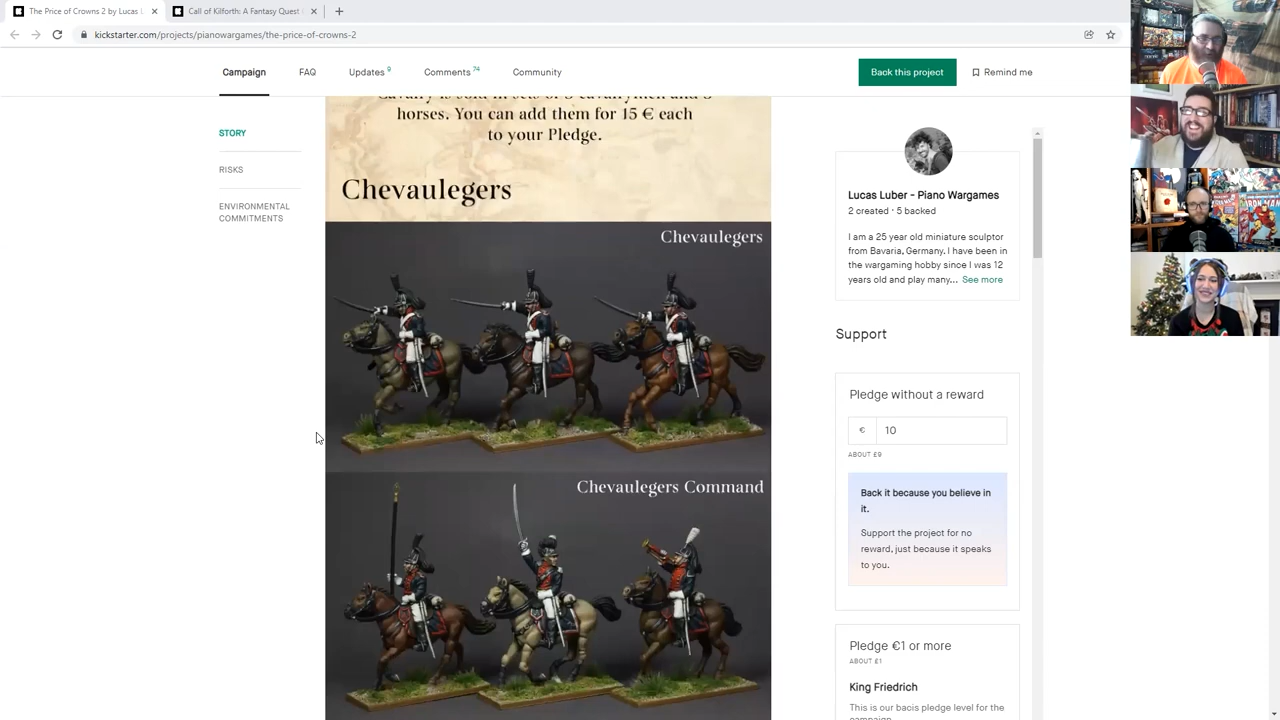 The Price of Crowns 2 by Lucas L
Call of Kilforth: A Fantasy Quest
kickstarter.com/projects/pianowargames/the-price-of-crowns-2
Campaign
FAQ
Updates 9
Comments 74
Community
Back this project
Remind me
STORY
RISKS
ENVIRONMENTAL
COMMITMENTS
horses. You can add them for 15 € each
to your Pledge.
Chevaulegers
Chevaulegers
Chevaulegers Command
Lucas Luber - Piano Wargames
2 created · 5 backed
I am a 25 year old miniature sculptor
from Bavaria, Germany. I have been in
the wargaming hobby since I was 12
years old and play many... See more
Support
Pledge without a reward
€ 10
ABOUT £9
Back it because you believe in
it.
Support the project for no
reward, just because it speaks
to you.
Pledge €1 or more
ABOUT £1
King Friedrich
This is our bacis pledge level for the
campaign